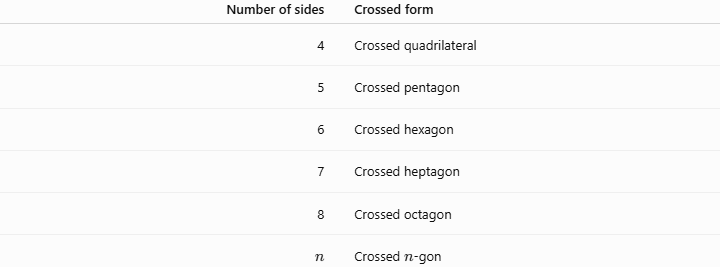 Number of sides Crossed form
4 Crossed quadrilateral
5 Crossed pentagon
6 Crossed hexagon
7 Crossed heptagon
8 Crossed octagon
n Crossed n-gon